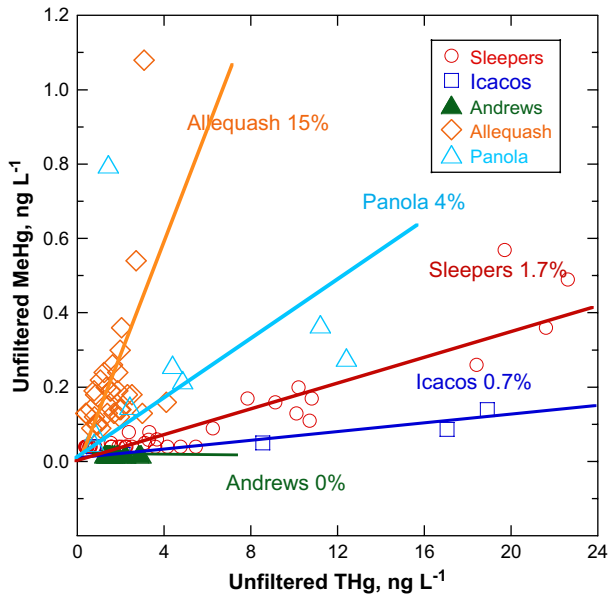 1.2
1.0
0.8
0.6
0.4
0.2
0.0
Unfiltered MeHg, ng L-1
Sleepers
Icacos
Andrews
Allequash
Panola
Allequash 15%
Panola 4%
Sleepers 1.7%
Icacos 0.7%
Andrews 0%
0 4 8 12 16 20 24
Unfiltered THg, ng L-1